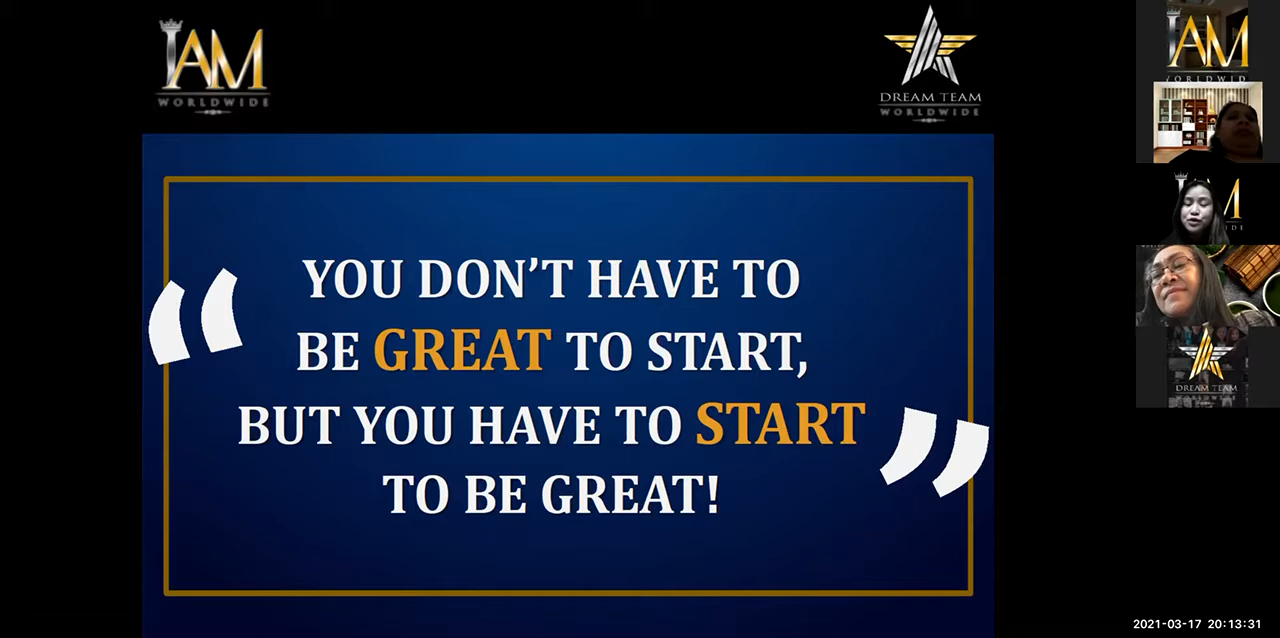 IAM
WORLDWIDE
DREAM TEAM
WORLDWIDE
“
YOU DON’T HAVE TO
BE GREAT TO START,
BUT YOU HAVE TO START
TO BE GREAT!
”
IAM
WORLDWID
DREAM TEAM
WORLDWIDE
2021-03-17 20:13:31